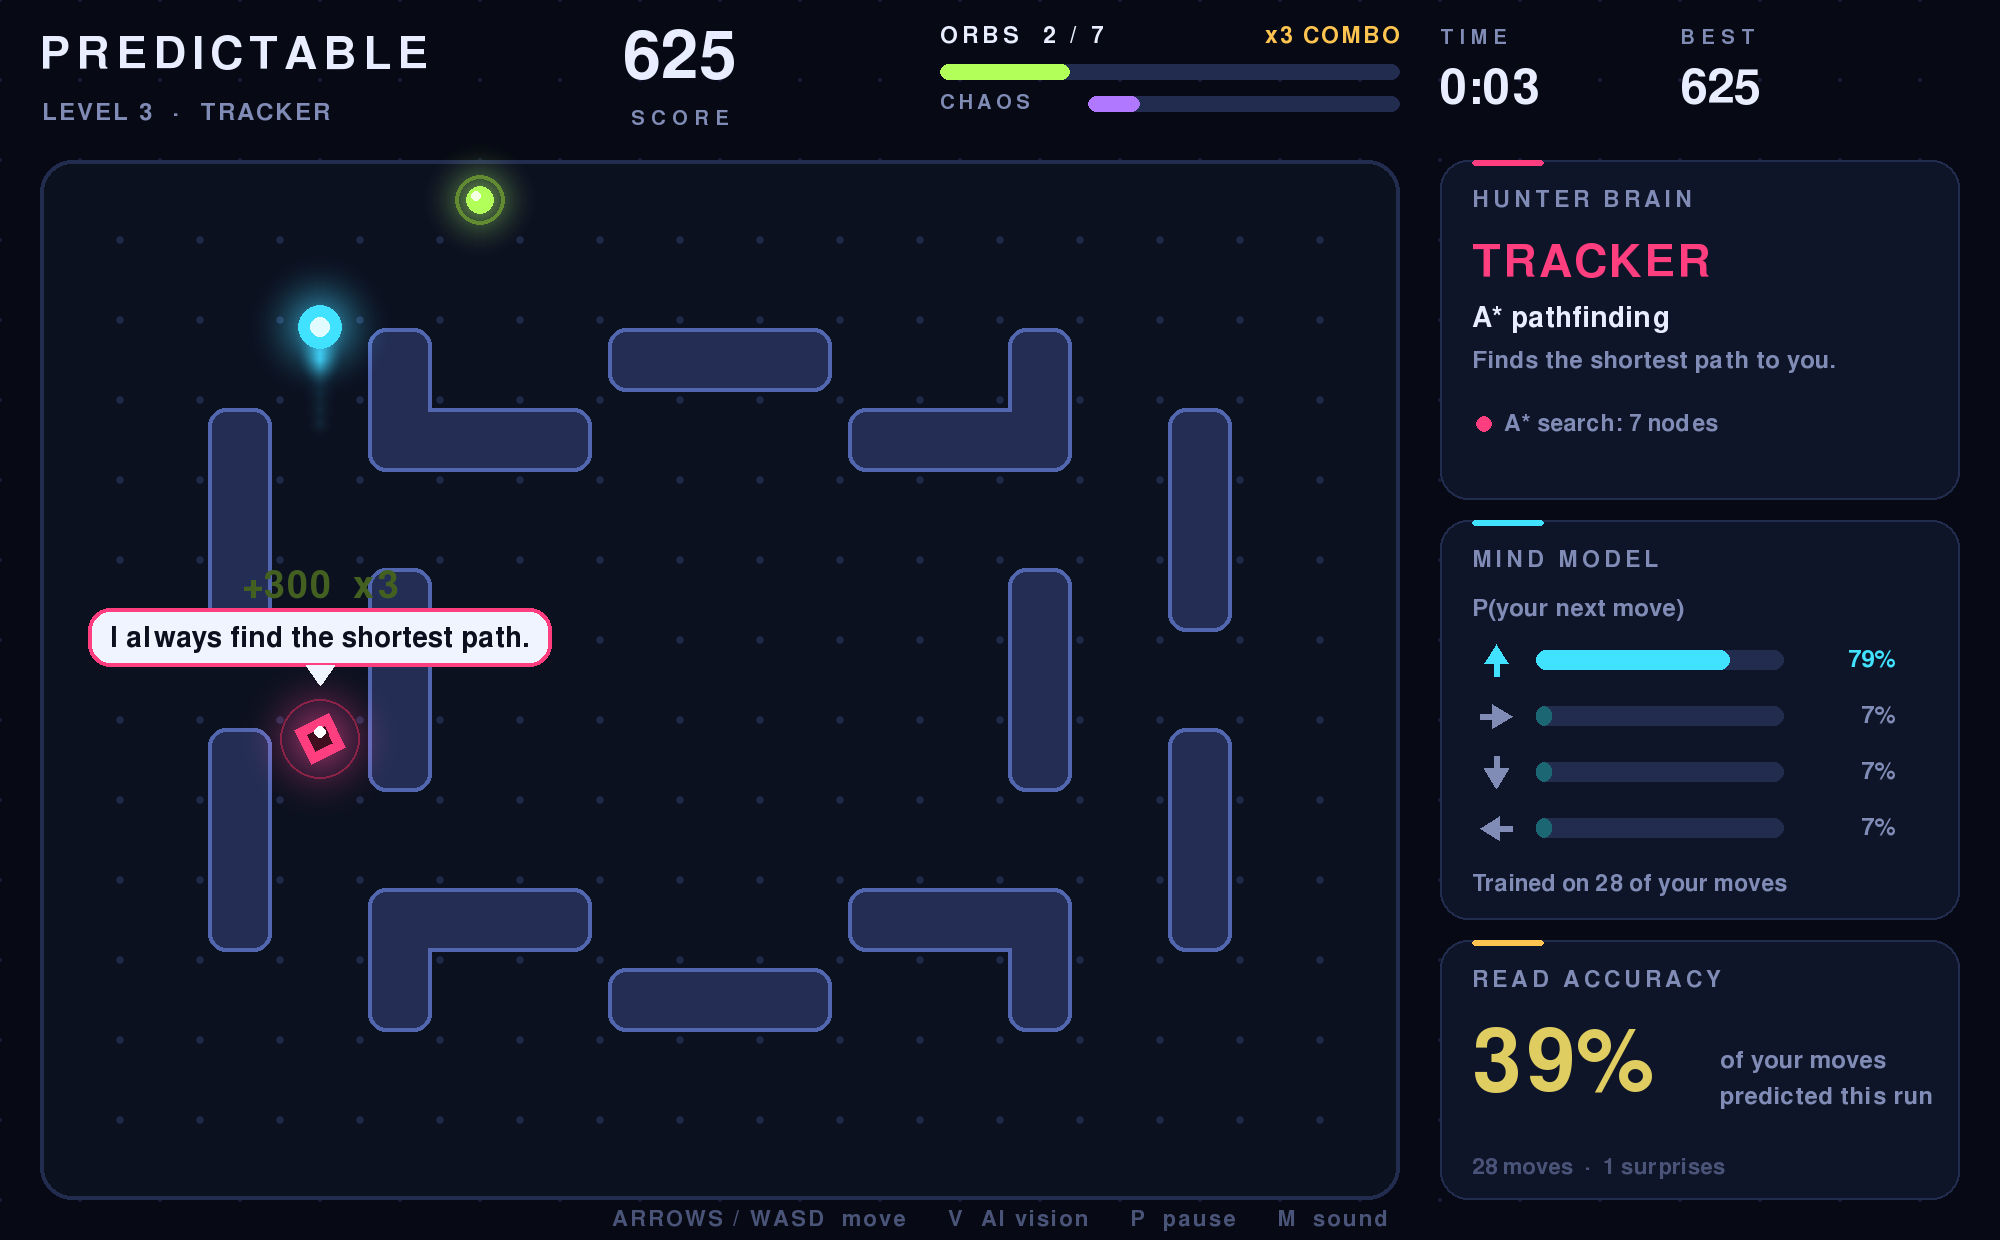 PREDICTABLE
LEVEL 3 · TRACKER
625
SCORE
ORBS 2 / 7
x3 COMBO
CHAOS
TIME
0:03
BEST
625
+300 x3
I always find the shortest path.
HUNTER BRAIN
TRACKER
A* pathfinding
Finds the shortest path to you.
A* search: 7 nodes
MIND MODEL
P(your next move)
79%
7%
7%
7%
Trained on 28 of your moves
READ ACCURACY
39%
of your moves
predicted this run
28 moves · 1 surprises
ARROWS / WASD move V AI vision P pause M sound